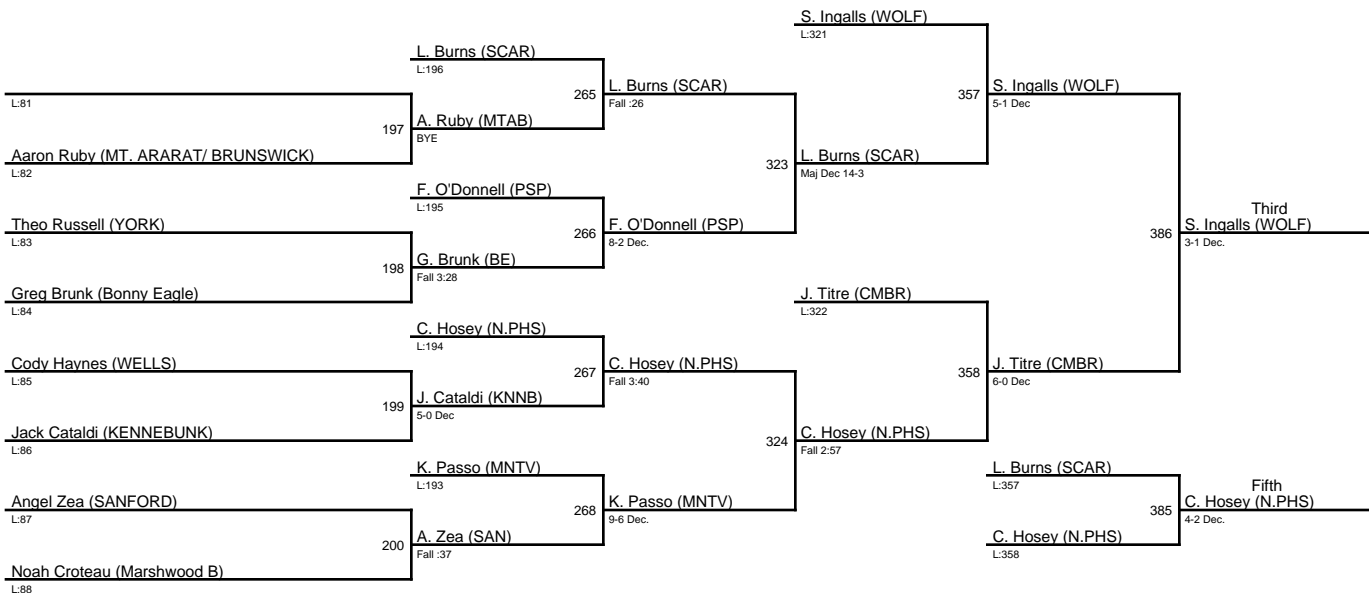 S. Ingalls (WOLF)
L:321
L. Burns (SCAR)
L:196
L:81
265
L. Burns (SCAR)
Fall :26
357
S. Ingalls (WOLF)
5-1 Dec
197
A. Ruby (MTAB)
BYE
Aaron Ruby (MT. ARARAT/ BRUNSWICK)
L:82
323
L. Burns (SCAR)
Maj Dec 14-3
F. O'Donnell (PSP)
L:195
Theo Russell (YORK)
L:83
266
F. O'Donnell (PSP)
8-2 Dec.
386
Third
S. Ingalls (WOLF)
3-1 Dec.
198
G. Brunk (BE)
Fall 3:28
Greg Brunk (Bonny Eagle)
L:84
J. Titre (CMBR)
L:322
C. Hosey (N.PHS)
L:194
Cody Haynes (WELLS)
L:85
267
C. Hosey (N.PHS)
Fall 3:40
358
J. Titre (CMBR)
6-0 Dec
199
J. Cataldi (KNNB)
5-0 Dec
Jack Cataldi (KENNEBUNK)
L:86
324
C. Hosey (N.PHS)
Fall 2:57
K. Passo (MNTV)
L:193
L. Burns (SCAR)
L:357
Angel Zea (SANFORD)
L:87
268
K. Passo (MNTV)
9-6 Dec.
385
Fifth
C. Hosey (N.PHS)
4-2 Dec.
200
A. Zea (SAN)
Fall :37
C. Hosey (N.PHS)
L:358
Noah Croteau (Marshwood B)
L:88